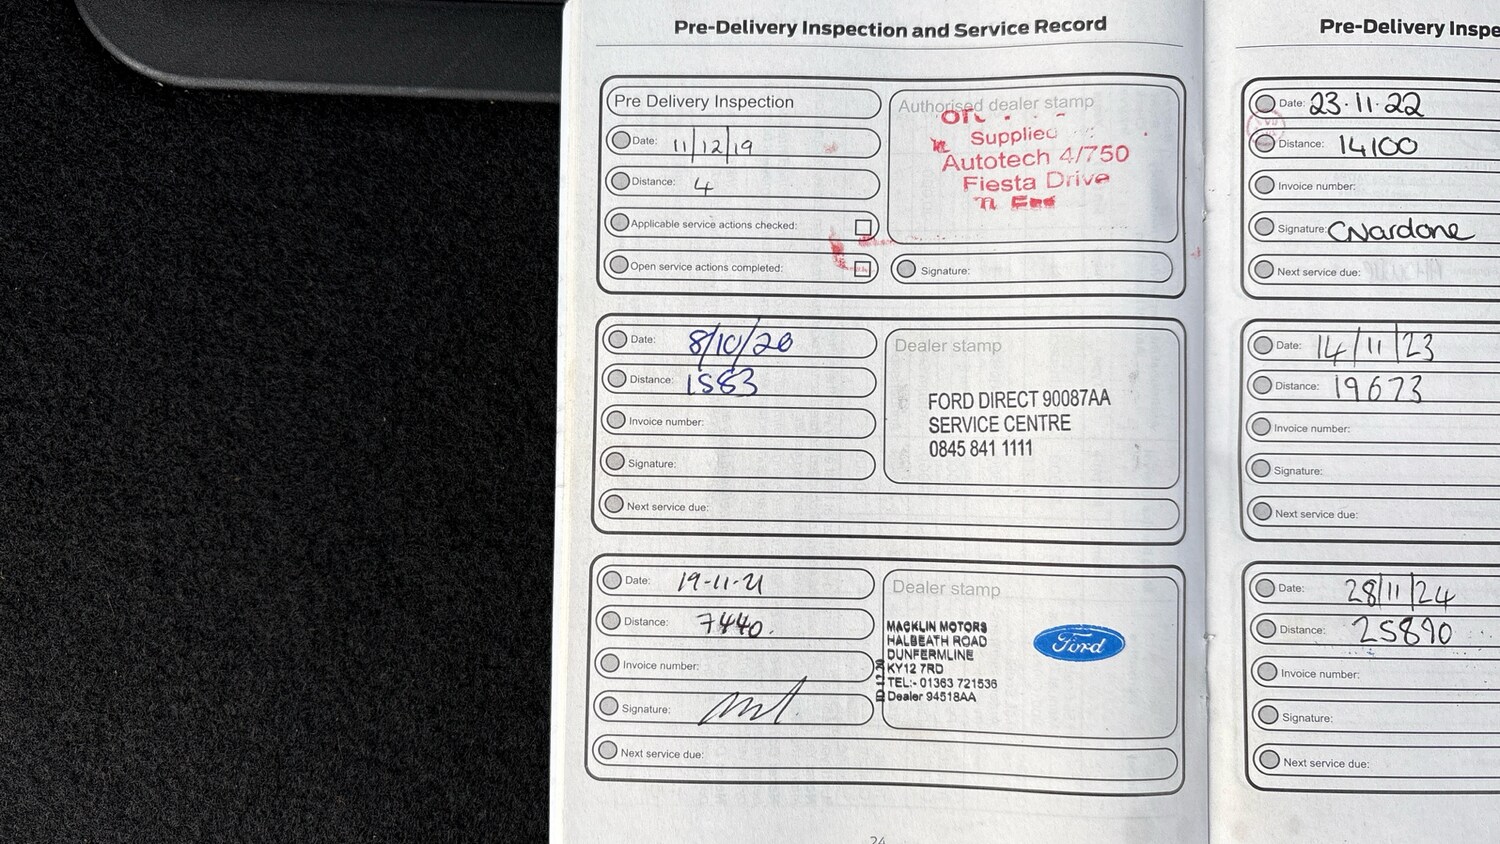 Pre-Delivery Inspection and Service Record
Pre Delivery Inspection
Date: 11/12/19
Distance: 4
Applicable service actions checked:
Open service actions completed:
Authorised dealer stamp
Supplied
Autotech 4/750
Fiesta Drive
Signature:
Date: 8/10/20
Distance: 1583
Invoice number:
Signature:
Next service due:
Dealer stamp
FORD DIRECT 90087AA
SERVICE CENTRE
0845 841 1111
Date: 19-11-21
Distance: 7440.
Invoice number:
Signature:
Next service due:
Dealer stamp
MACKLIN MOTORS
HALBEATH ROAD
DUNFERMLINE
KY12 7RD
TEL:- 01363 721536
Dealer 94518AA
Ford
24
Pre-Delivery Inspe
Date: 23·11·22
Distance: 14100
Invoice number:
Signature: CNardone
Next service due:
Date: 14/11/23
Distance: 19673
Invoice number:
Signature:
Next service due:
Date: 28/11/24
Distance: 25890
Invoice number:
Signature:
Next service due: